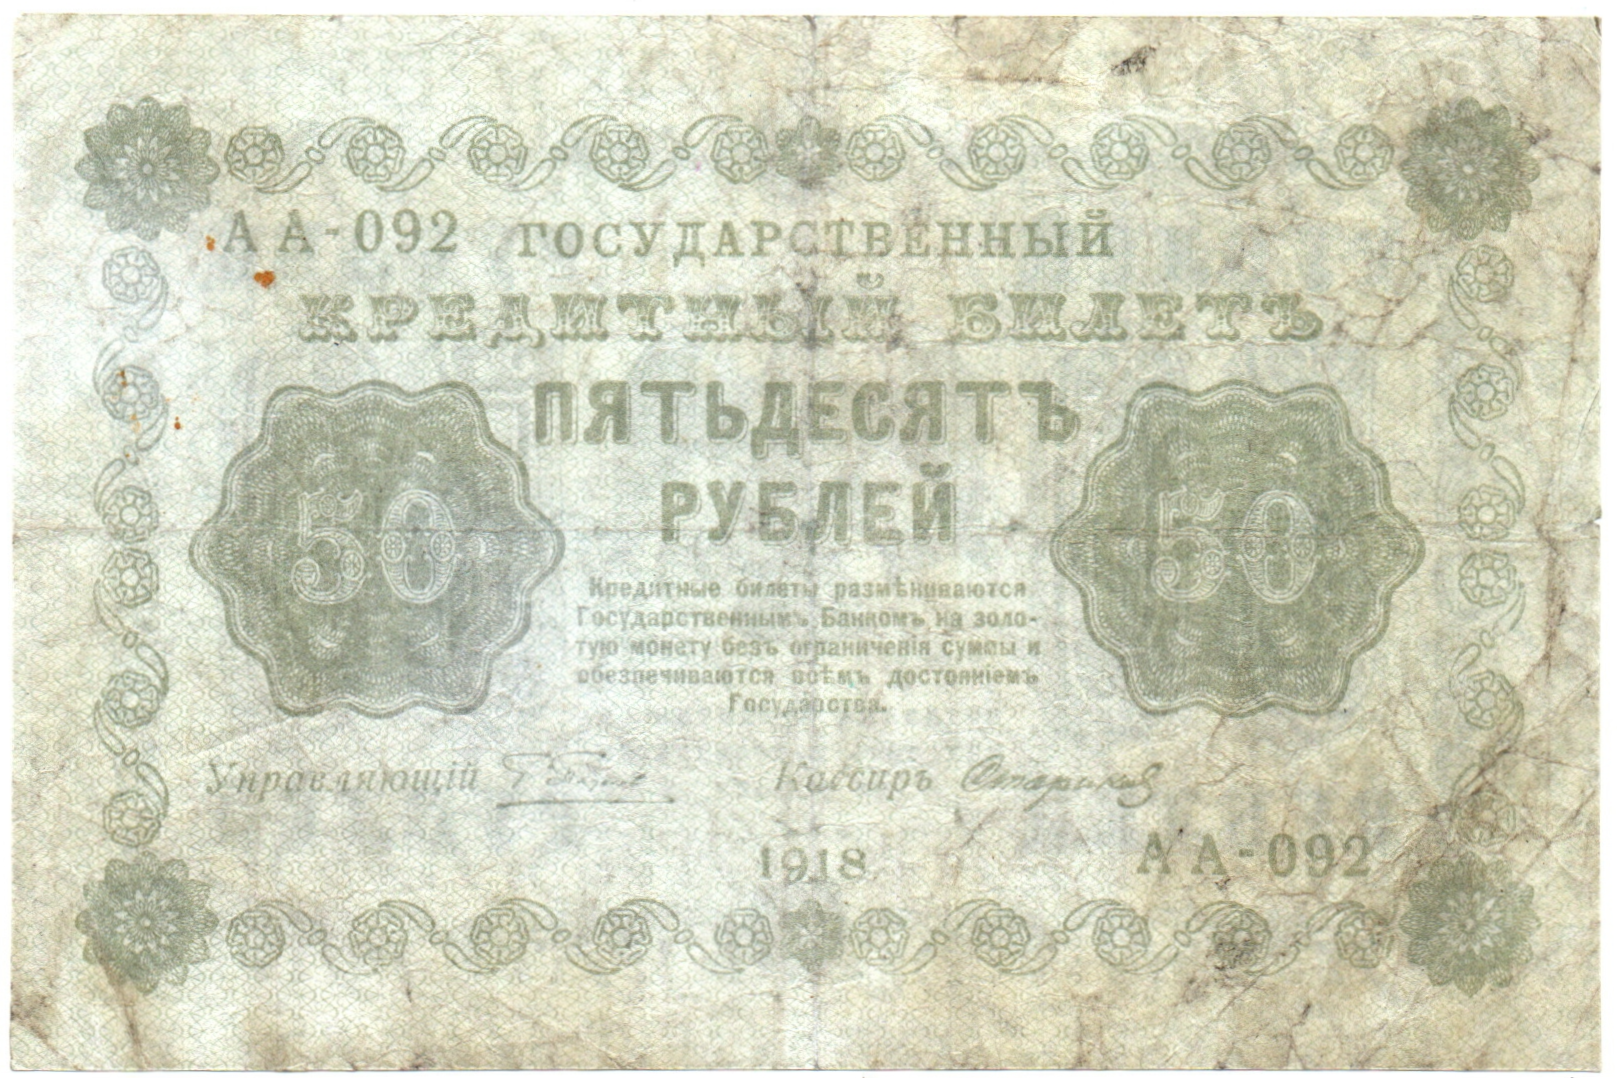 АА-092 ГОСУДАРСТВЕННЫЙ
КРЕДИТНЫЙ БИЛЕТЪ
ПЯТЬДЕСЯТЪ
РУБЛЕЙ
50
50
Кредитные билеты размѣниваются
Государственнымъ Банкомъ на золо-
тую монету безъ ограниченія суммы и
обезпечиваются всѣмъ достояніемъ
Государства.
Управляющій
Кассиръ Стариков
1918
АА-092